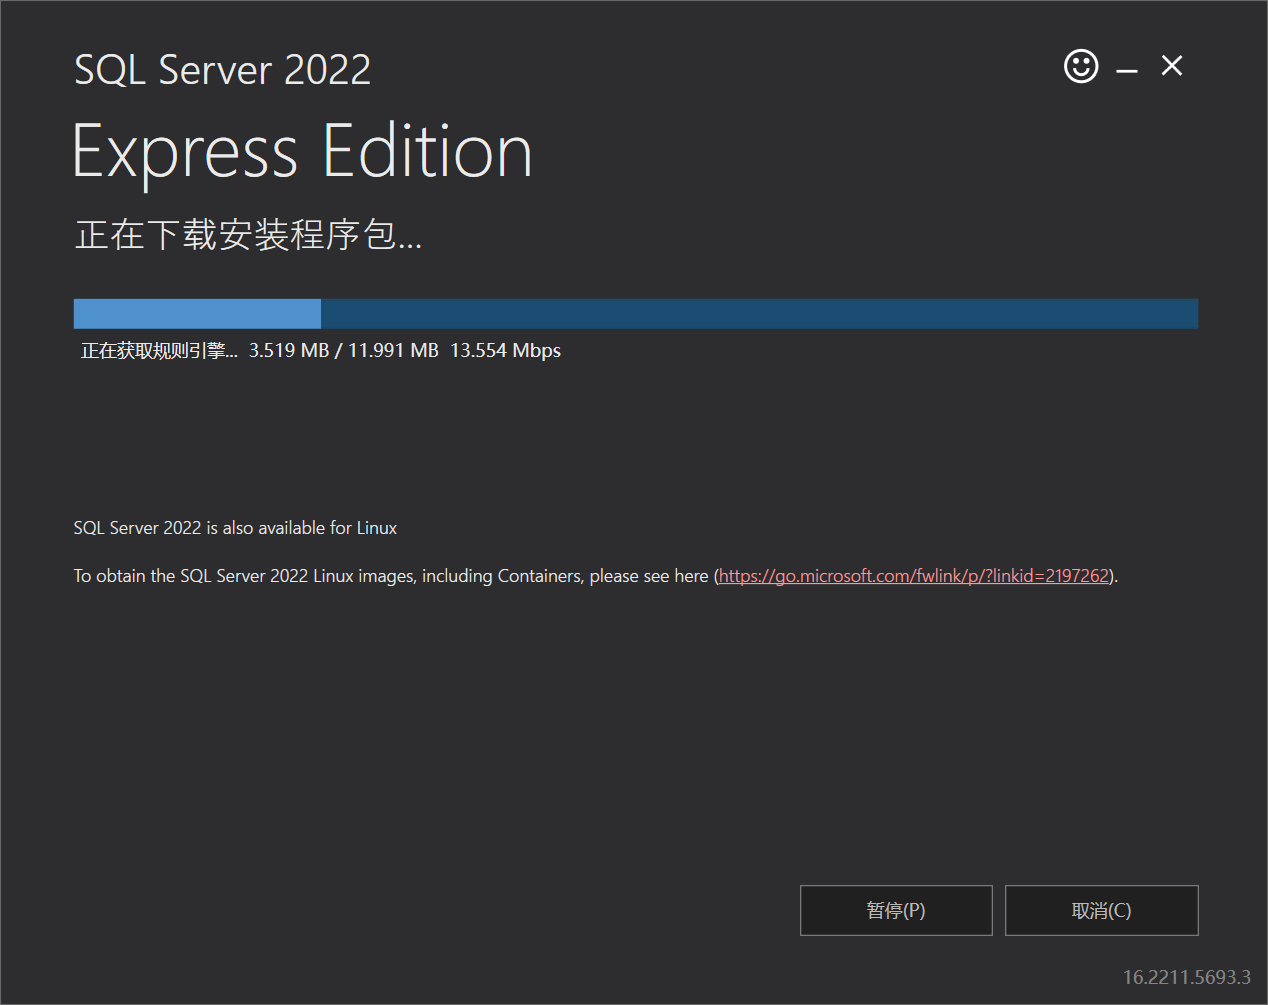 SQL Server 2022
Express Edition
正在下载安装程序包...
正在获取规则引擎... 3.519 MB / 11.991 MB 13.554 Mbps
SQL Server 2022 is also available for Linux
To obtain the SQL Server 2022 Linux images, including Containers, please see here (https://go.microsoft.com/fwlink/p/?linkid=2197262).
暂停(P)
取消(C)
16.2211.5693.3